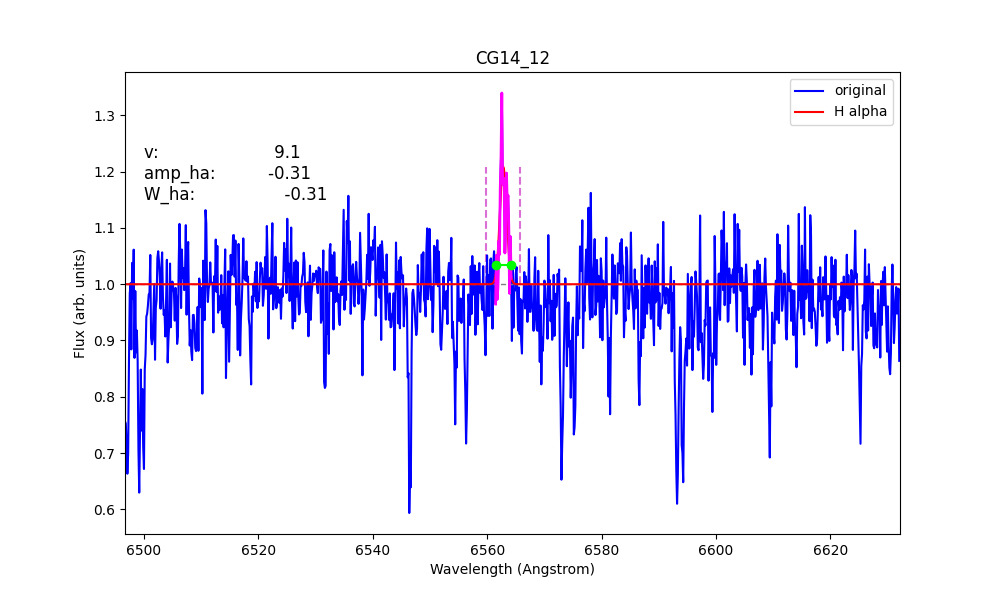 CG14_12
original
H alpha
v: 9.1
amp_ha: -0.31
W_ha: -0.31
Flux (arb. units)
1.3
1.2
1.1
1.0
0.9
0.8
0.7
0.6
6500 6520 6540 6560 6580 6600 6620
Wavelength (Angstrom)